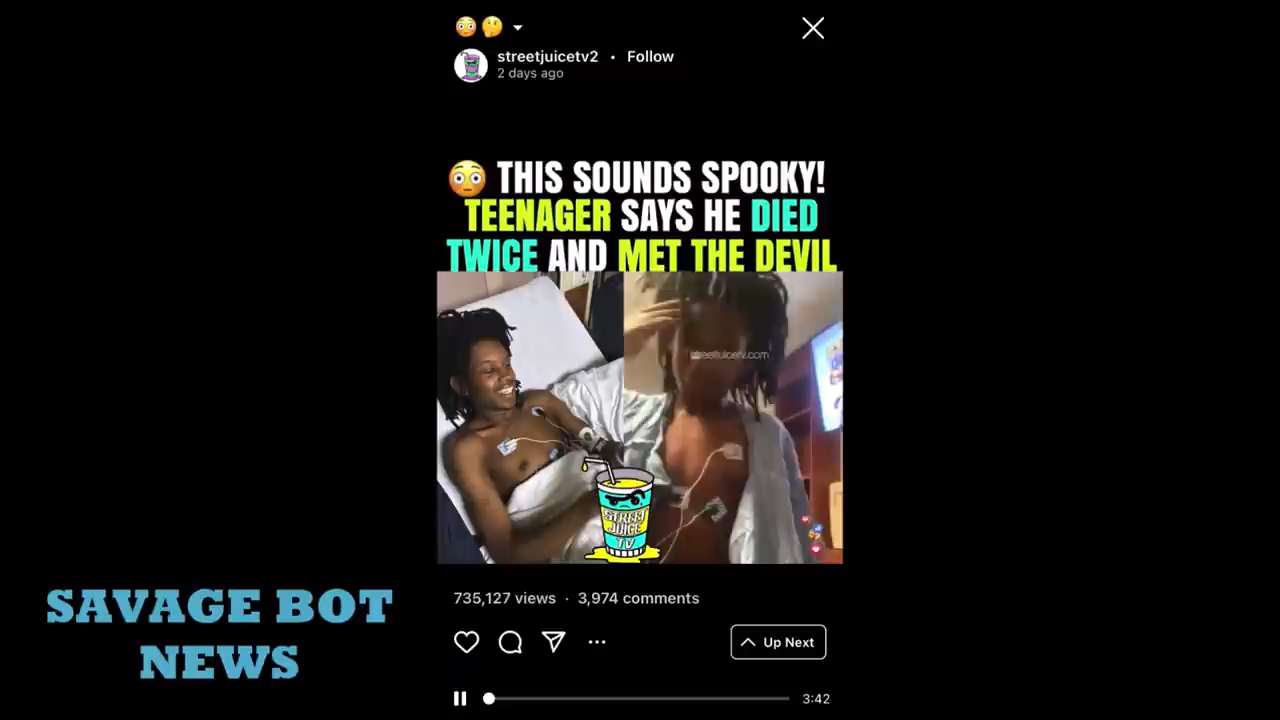 streetjuicetv2 • Follow
2 days ago
THIS SOUNDS SPOOKY!
TEENAGER SAYS HE DIED
TWICE AND MET THE DEVIL
streetjuicetv.com
STREET
JUICE
TV
735,127 views · 3,974 comments
Up Next
SAVAGE BOT
NEWS
3:42